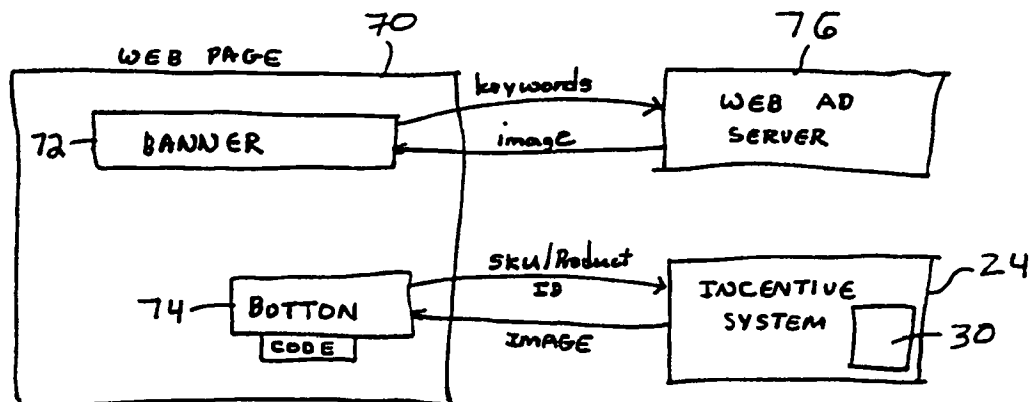 70
76
WEB PAGE
keywords
WEB AD
SERVER
72
BANNER
image
SKU/Product
ID
24
74
BOTTON
INCENTIVE
SYSTEM
30
IMAGE
CODE